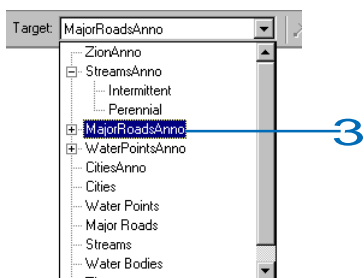 Target: MajorRoadsAnno
ZionAnno
StreamsAnno
Intermittent
Perennial
MajorRoadsAnno 3
WaterPointsAnno
CitiesAnno
Cities
Water Points
Major Roads
Streams
Water Bodies